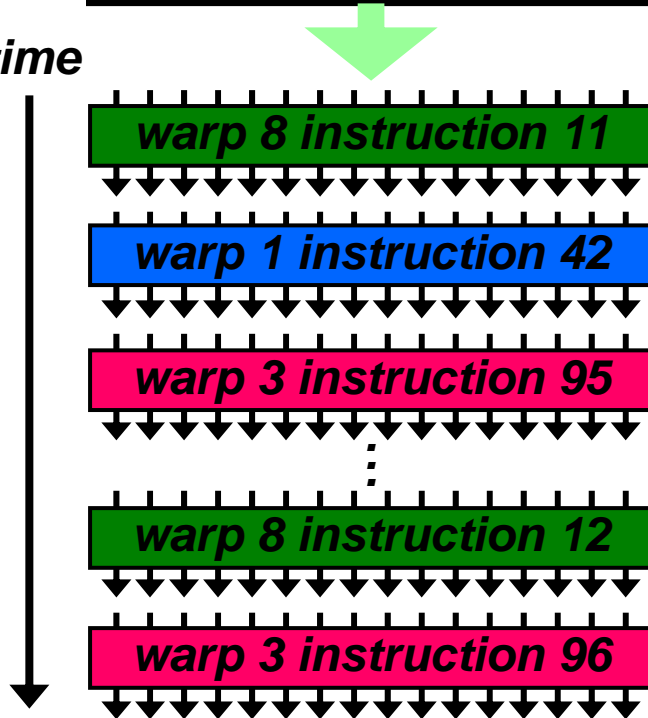 time
warp 8 instruction 11
warp 1 instruction 42
warp 3 instruction 95
⋮
warp 8 instruction 12
warp 3 instruction 96